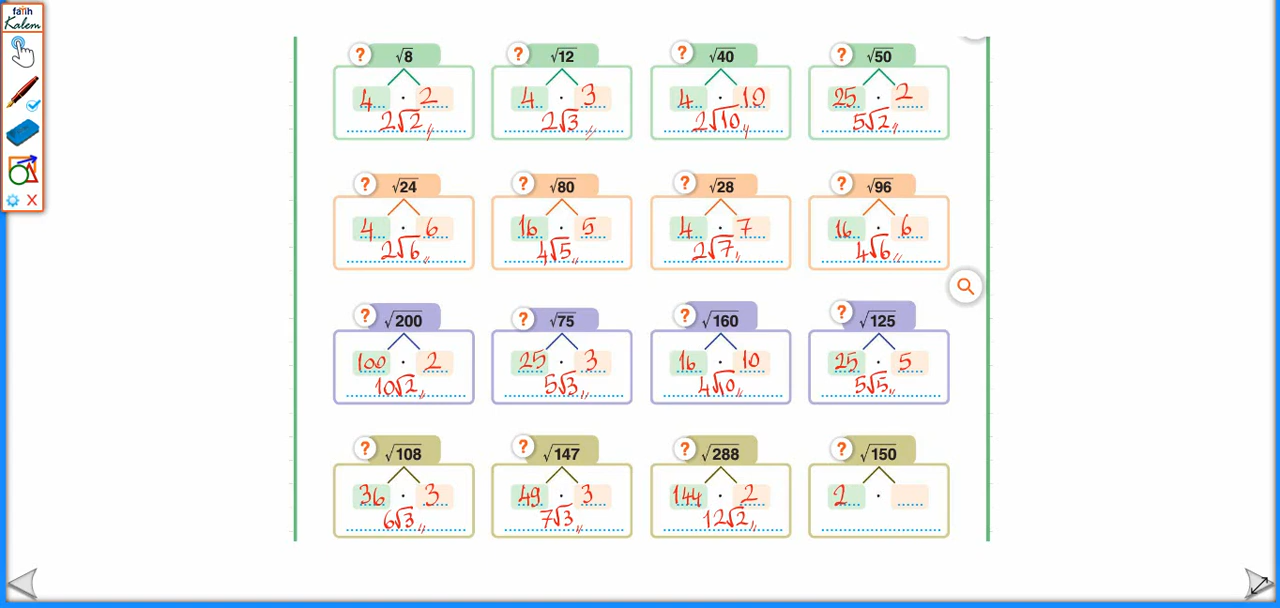 fatih
Kalem
? √8 ? √12 ? √40 ? √50
4 · 2 4 · 3 4 · 10 25 · 2
2√2 2√3 2√10 5√2
? √24 ? √80 ? √28 ? √96
4 · 6 16 · 5 4 · 7 16 · 6
2√6 4√5 2√7 4√6
? √200 ? √75 ? √160 ? √125
100 · 2 25 · 3 16 · 10 25 · 5
10√2 5√3 4√10 5√5
? √108 ? √147 ? √288 ? √150
36 · 3 49 · 3 144 · 2 2 ·
6√3 7√3 12√2